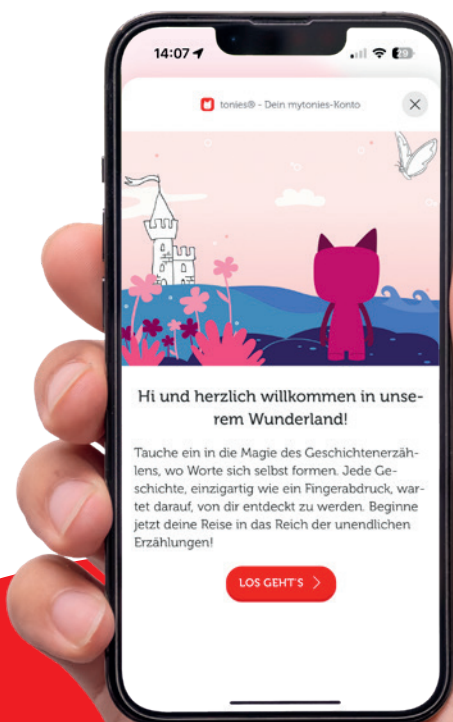 14:07
29
tonies® - Dein mytonies-Konto
Hi und herzlich willkommen in unse-
rem Wunderland!
Tauche ein in die Magie des Geschichtenerzäh-
lens, wo Worte sich selbst formen. Jede Ge-
schichte, einzigartig wie ein Fingerabdruck, war-
tet darauf, von dir entdeckt zu werden. Beginne
jetzt deine Reise in das Reich der unendlichen
Erzählungen!
LOS GEHT'S